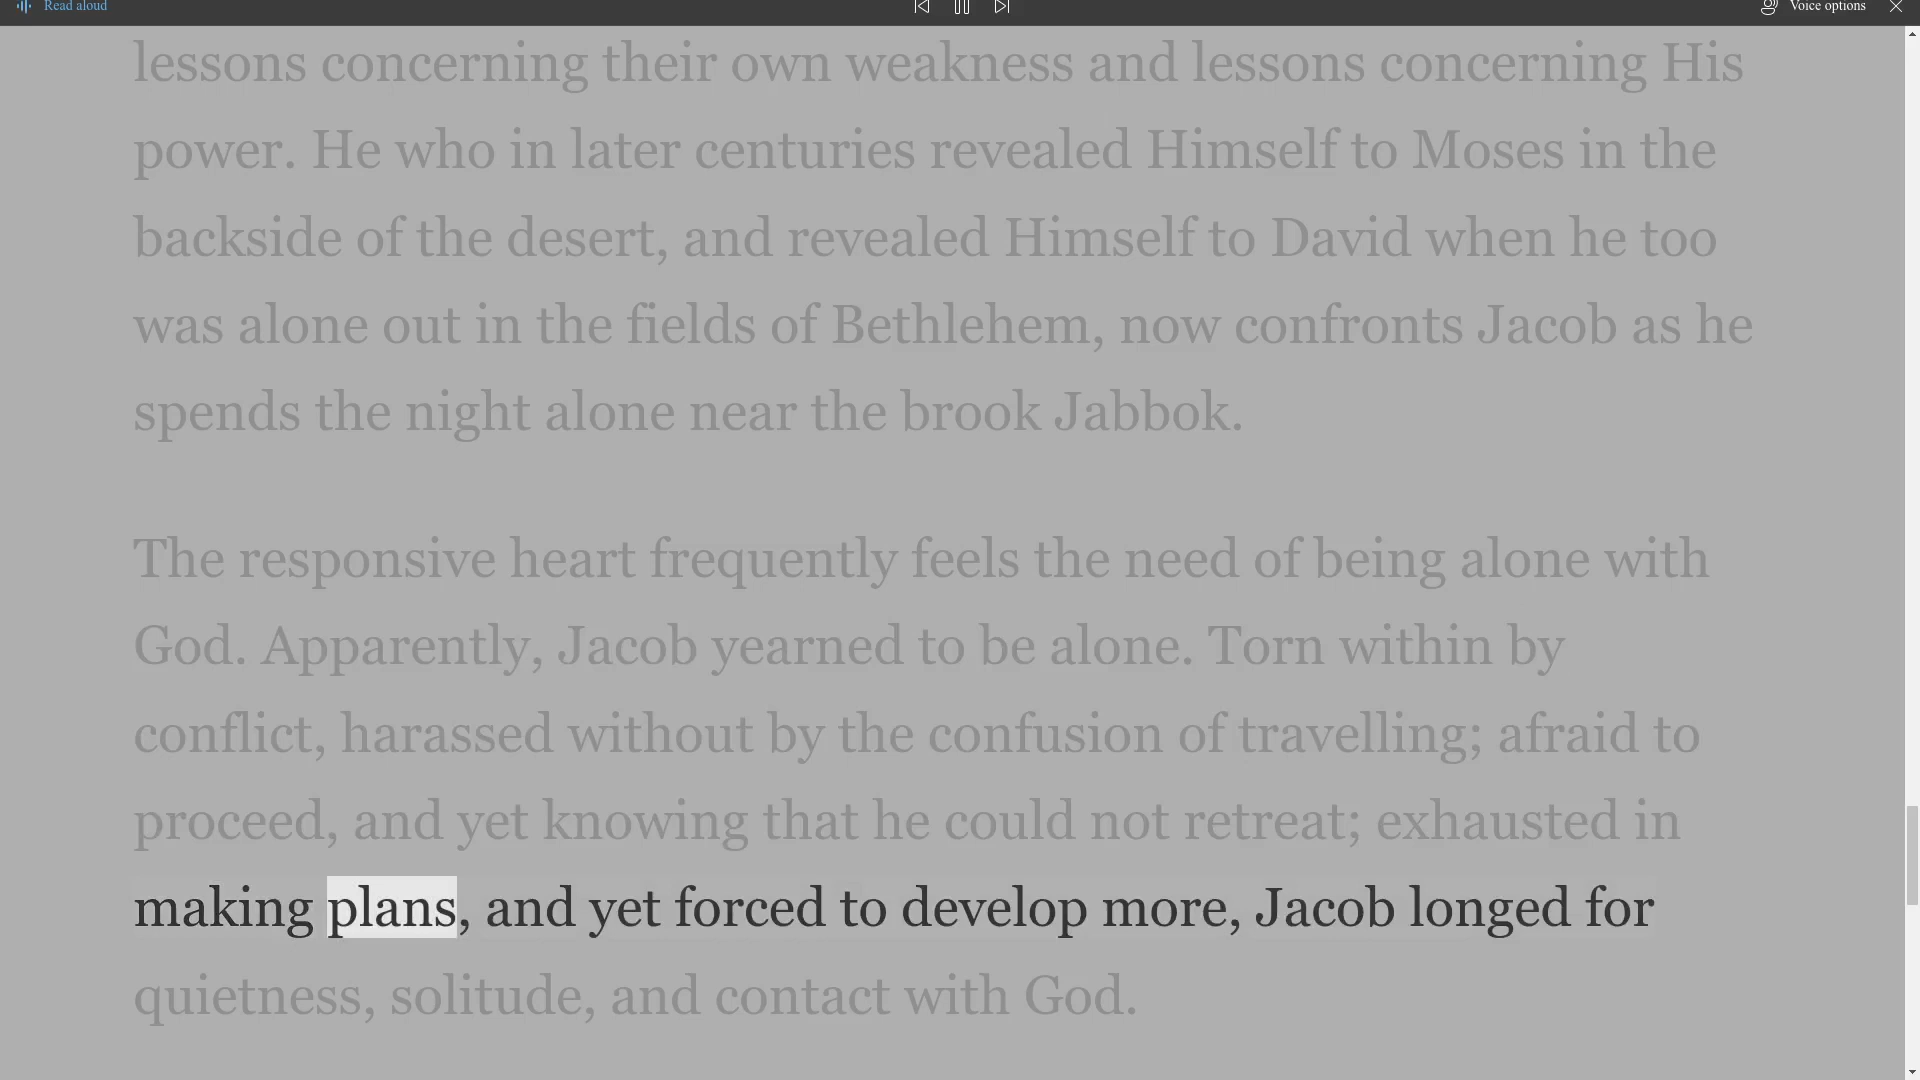 Read aloud
Voice options
lessons concerning their own weakness and lessons concerning His
power. He who in later centuries revealed Himself to Moses in the
backside of the desert, and revealed Himself to David when he too
was alone out in the fields of Bethlehem, now confronts Jacob as he
spends the night alone near the brook Jabbok.
The responsive heart frequently feels the need of being alone with
God. Apparently, Jacob yearned to be alone. Torn within by
conflict, harassed without by the confusion of travelling; afraid to
proceed, and yet knowing that he could not retreat; exhausted in
making plans, and yet forced to develop more, Jacob longed for
quietness, solitude, and contact with God.